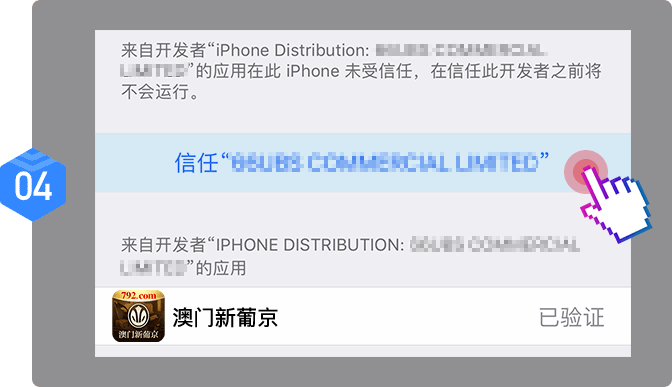 来自开发者“iPhone Distribution:
”的应用在此 iPhone 未受信任，在信任此开发者之前将
不会运行。
信任“66UBS COMMERCIAL LIMITED”
04
来自开发者“IPHONE DISTRIBUTION:
”的应用
792.com
澳门新葡京
澳门新葡京
已验证